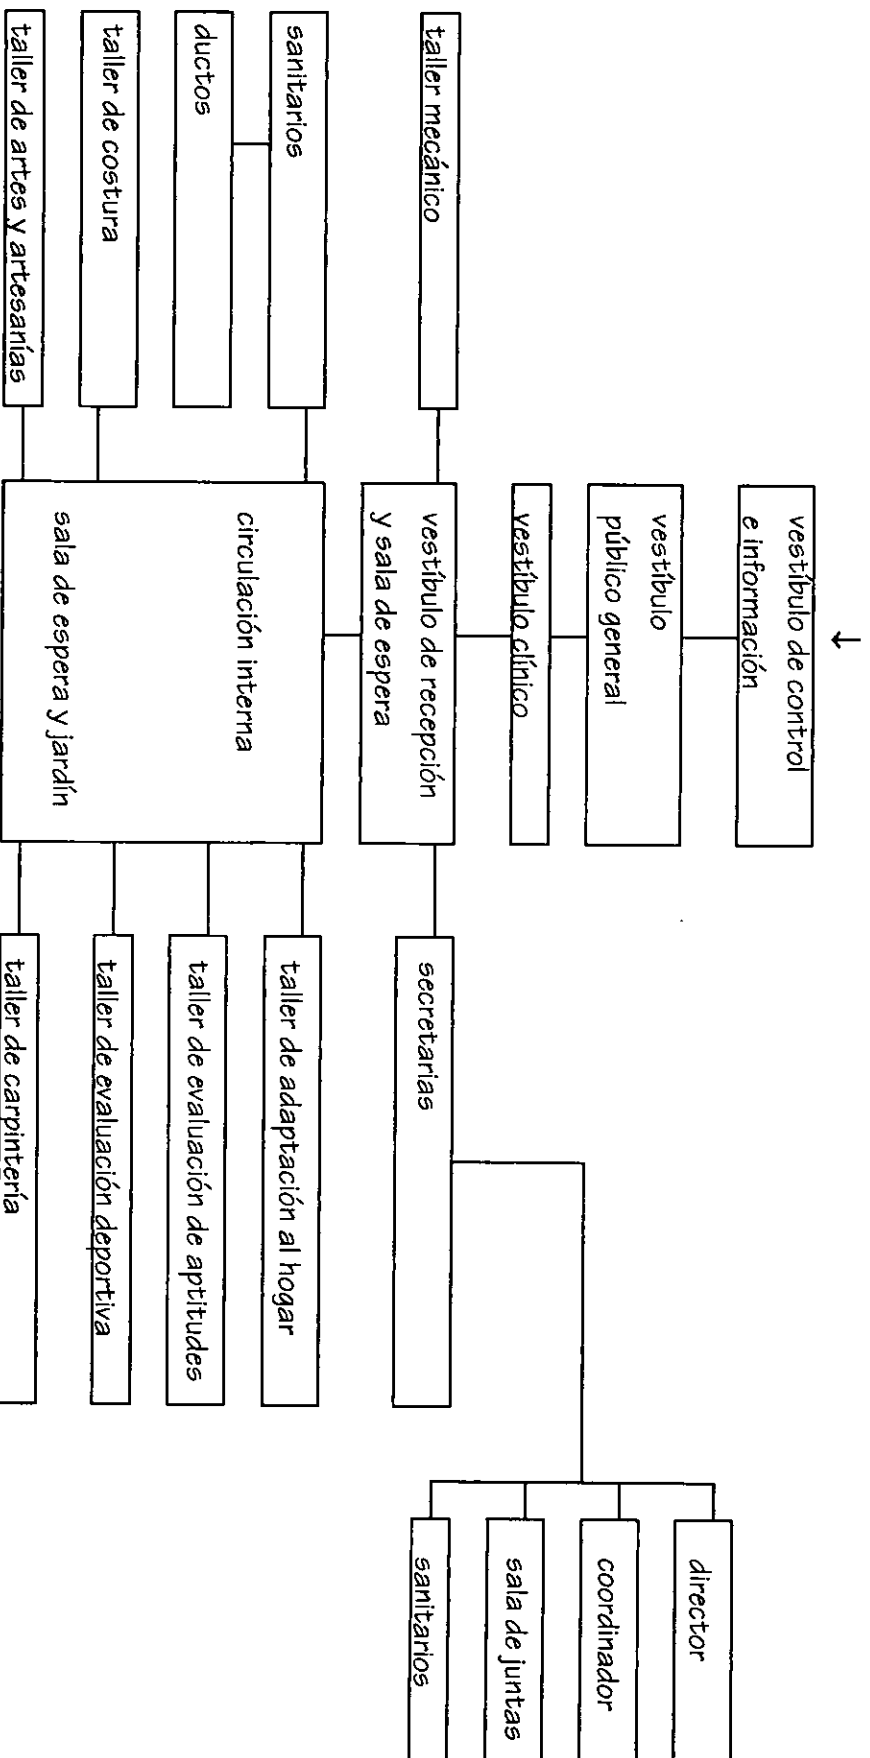 ↓
vestíbulo de control
e información
vestíbulo
público general
vestíbulo clínico
vestíbulo de recepción
y sala de espera
taller mecánico
secretarias
director
coordinador
sala de juntas
sanitarios
circulación interna
sala de espera y jardín
sanitarios
ductos
taller de costura
taller de artes y artesanías
taller de adaptación al hogar
taller de evaluación de aptitudes
taller de evaluación deportiva
taller de carpintería